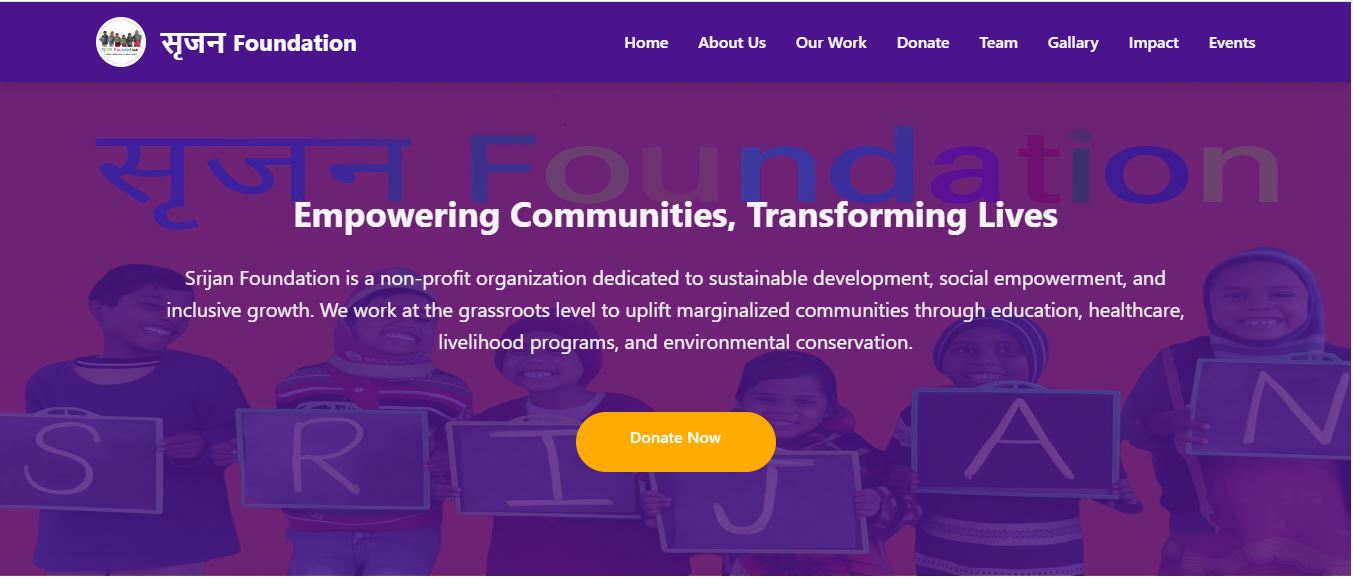 सृजन Foundation
Home About Us Our Work Donate Team Gallary Impact Events
सृजन Foundation
Empowering Communities, Transforming Lives
Srijan Foundation is a non-profit organization dedicated to sustainable development, social empowerment, and
inclusive growth. We work at the grassroots level to uplift marginalized communities through education, healthcare,
livelihood programs, and environmental conservation.
Donate Now
S R I J A N